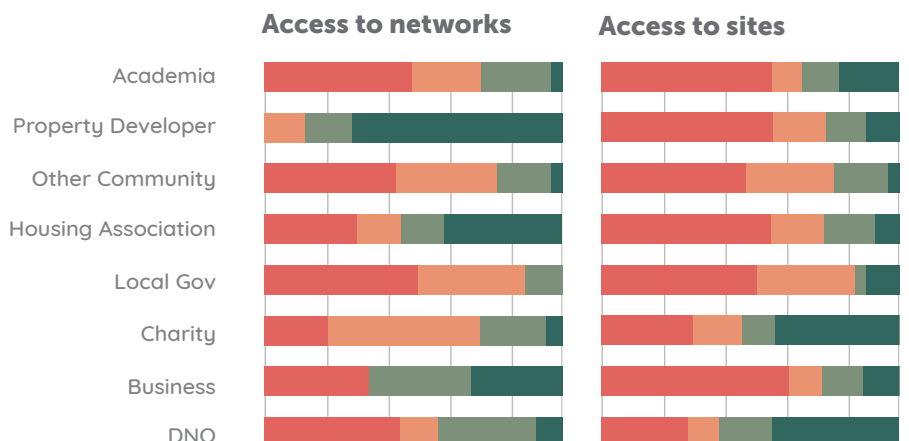 Access to networks
Access to sites
Academia
Property Developer
Other Community
Housing Association
Local Gov
Charity
Business
DNO